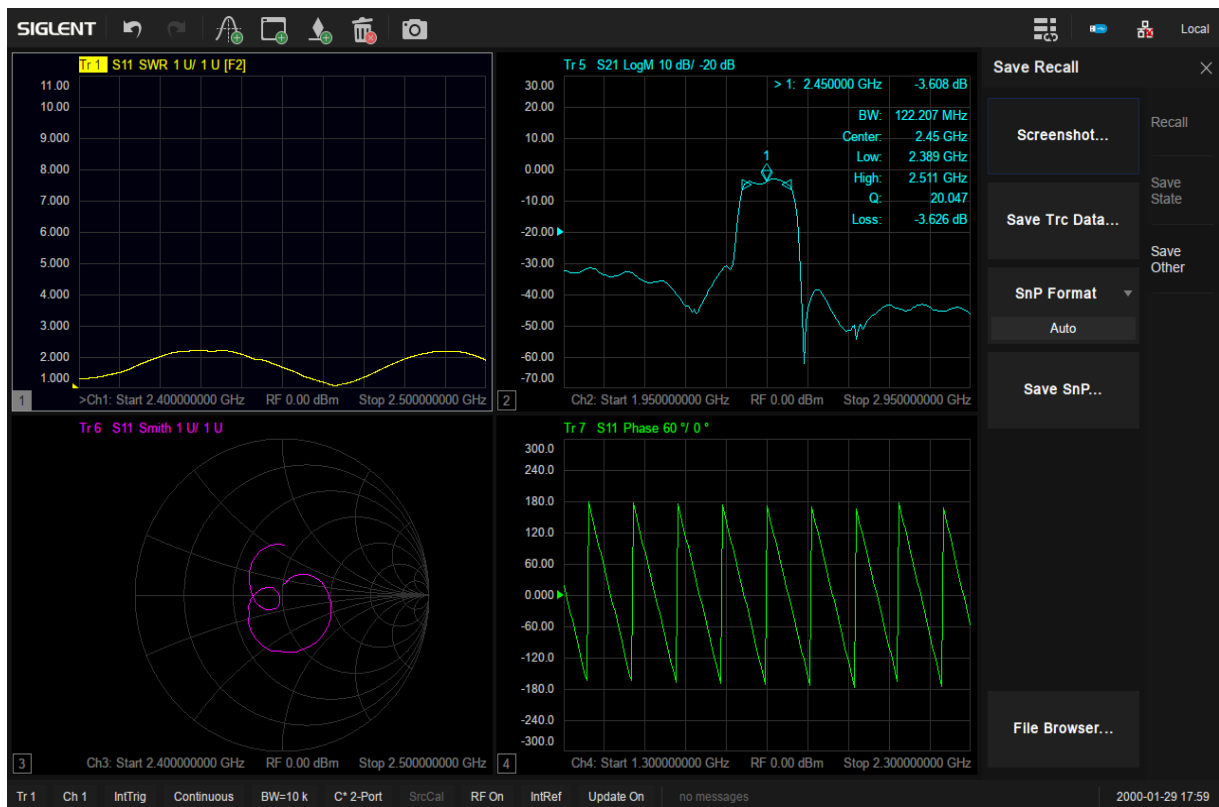 SIGLENT
Local
Tr 1 S11 SWR 1 U/ 1 U [F2]
11.00
10.00
9.000
8.000
7.000
6.000
5.000
4.000
3.000
2.000
1.000
1
>Ch1: Start 2.400000000 GHz RF 0.00 dBm Stop 2.500000000 GHz
Tr 5 S21 LogM 10 dB/ -20 dB
> 1: 2.450000 GHz -3.608 dB
BW: 122.207 MHz
Center: 2.45 GHz
Low: 2.389 GHz
High: 2.511 GHz
Q: 20.047
Loss: -3.626 dB
1
30.00
20.00
10.00
0.000
-10.00
-20.00
-30.00
-40.00
-50.00
-60.00
-70.00
2
Ch2: Start 1.950000000 GHz RF 0.00 dBm Stop 2.950000000 GHz
Tr 6 S11 Smith 1 U/ 1 U
3
Ch3: Start 2.400000000 GHz RF 0.00 dBm Stop 2.500000000 GHz
Tr 7 S11 Phase 60 °/ 0 °
300.0
240.0
180.0
120.0
60.00
0.000
-60.00
-120.0
-180.0
-240.0
-300.0
4
Ch4: Start 1.300000000 GHz RF 0.00 dBm Stop 2.300000000 GHz
Save Recall
Screenshot...
Save Trc Data...
SnP Format
Auto
Save SnP...
File Browser...
Recall
Save
State
Save
Other
Tr 1 Ch 1 IntTrig Continuous BW=10 k C* 2-Port SrcCal RF On IntRef Update On no messages 2000-01-29 17:59